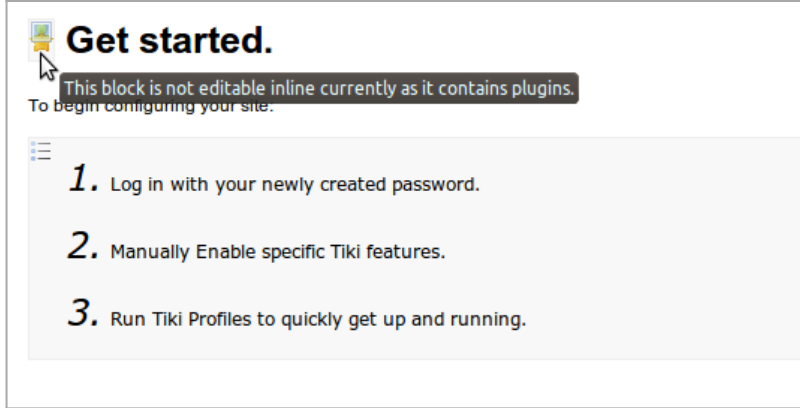 Get started.
This block is not editable inline currently as it contains plugins.
To begin configuring your site:
1. Log in with your newly created password.
2. Manually Enable specific Tiki features.
3. Run Tiki Profiles to quickly get up and running.